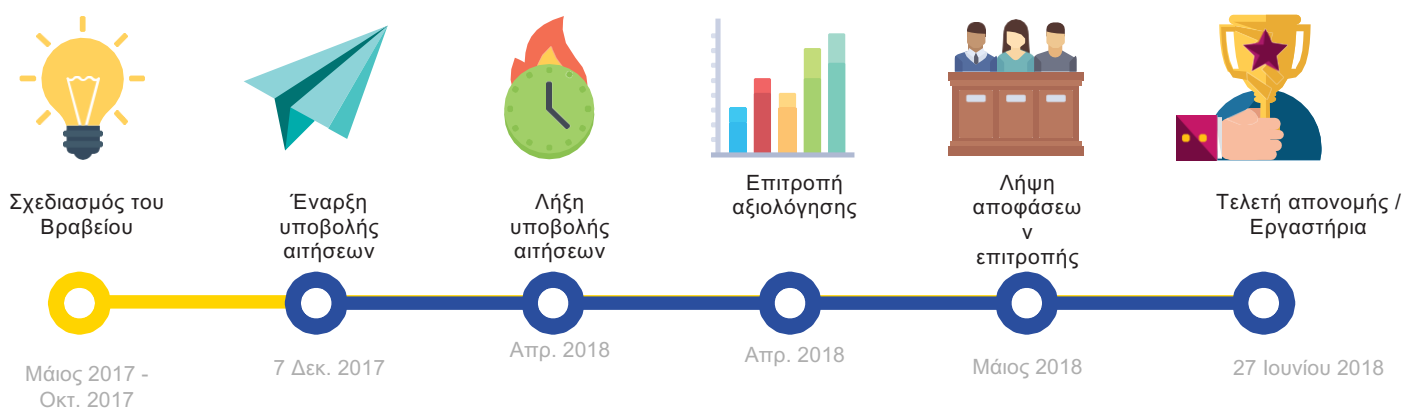 Σχεδιασμός του
Βραβείου
Έναρξη
υποβολής
αιτήσεων
Λήξη
υποβολής
αιτήσεων
Επιτροπή
αξιολόγησης
Λήψη
αποφάσεω
ν
επιτροπής
Τελετή απονομής /
Εργαστήρια
Μάιος 2017 -
Οκτ. 2017
7 Δεκ. 2017
Απρ. 2018
Απρ. 2018
Μάιος 2018
27 Ιουνίου 2018